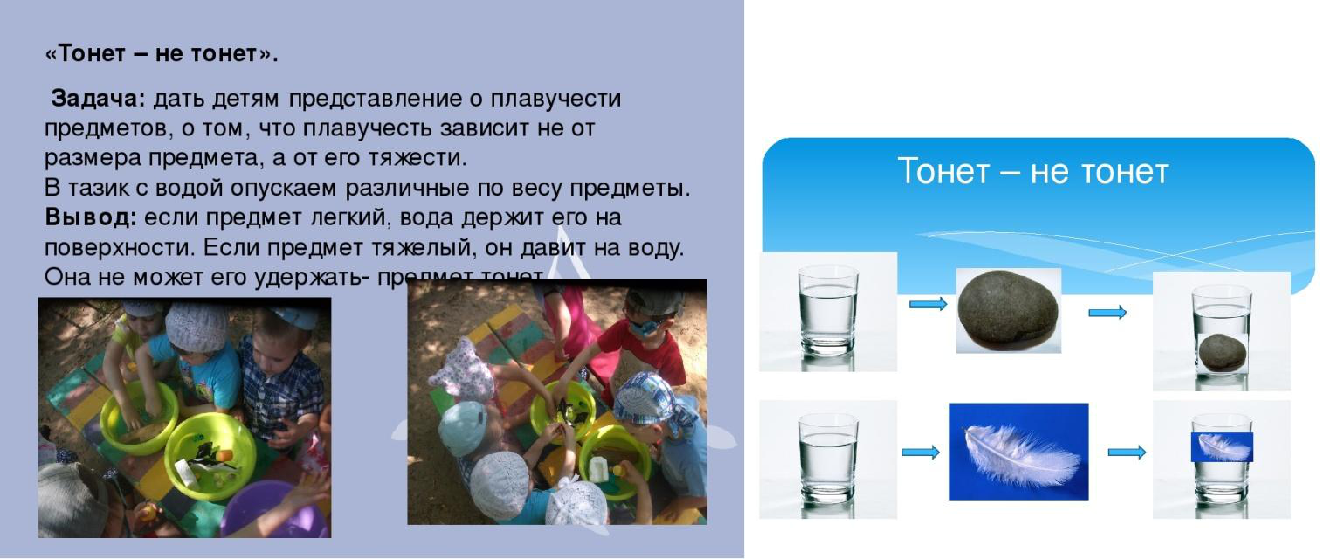 «Тонет – не тонет».
Задача: дать детям представление о плавучести
предметов, о том, что плавучесть зависит не от
размера предмета, а от его тяжести.
В тазик с водой опускаем различные по весу предметы.
Вывод: если предмет легкий, вода держит его на
поверхности. Если предмет тяжелый, он давит на воду.
Она не может его удержать- предмет тонет
Тонет – не тонет